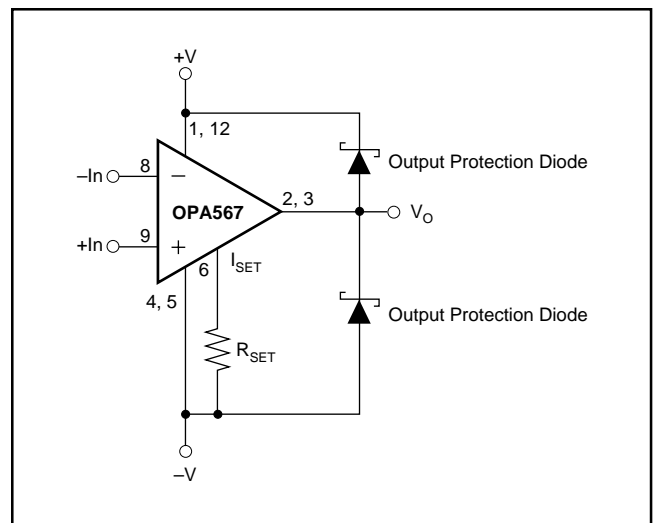 +V
1, 12
Output Protection Diode
–In
8
−
OPA567
2, 3
V_O
+In
9
+
6
I_SET
4, 5
Output Protection Diode
R_SET
–V